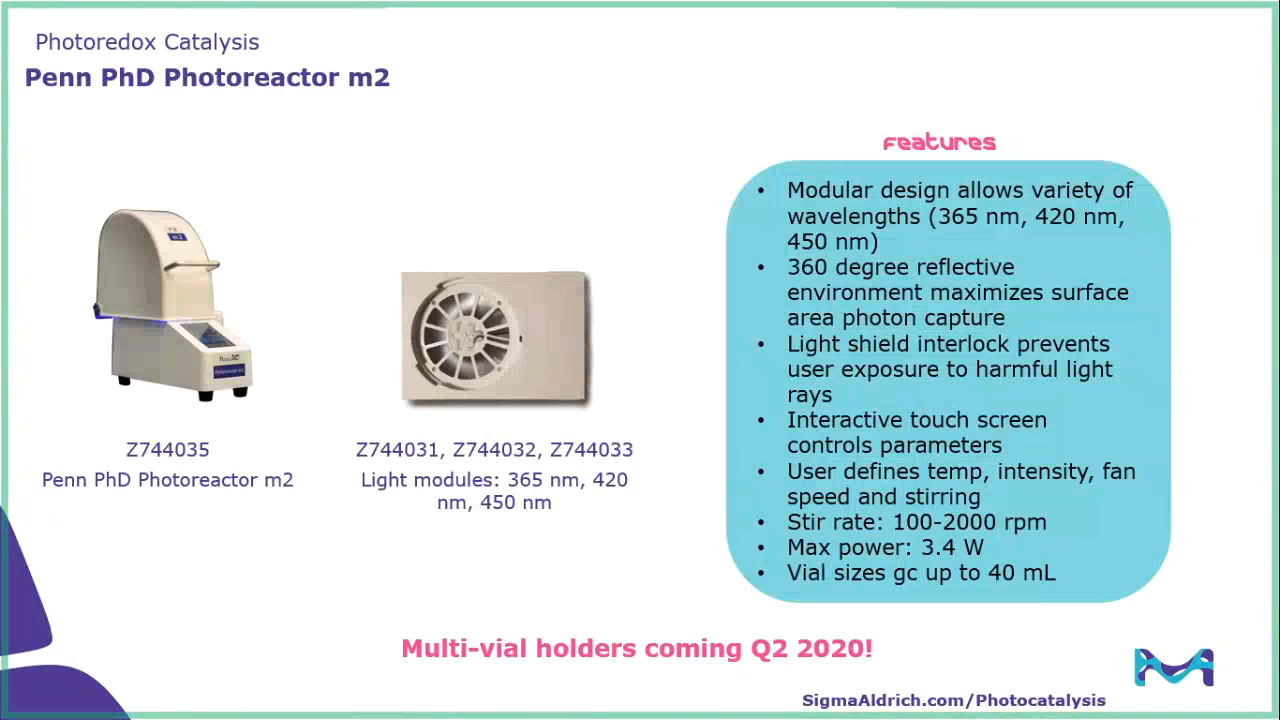 Photoredox Catalysis
Penn PhD Photoreactor m2
Features
• Modular design allows variety of
wavelengths (365 nm, 420 nm,
450 nm)
• 360 degree reflective
environment maximizes surface
area photon capture
• Light shield interlock prevents
user exposure to harmful light
rays
• Interactive touch screen
controls parameters
• User defines temp, intensity, fan
speed and stirring
• Stir rate: 100-2000 rpm
• Max power: 3.4 W
• Vial sizes gc up to 40 mL
m2
Z744035
Penn PhD Photoreactor m2
Z744031, Z744032, Z744033
Light modules: 365 nm, 420
nm, 450 nm
Multi-vial holders coming Q2 2020!
SigmaAldrich.com/Photocatalysis